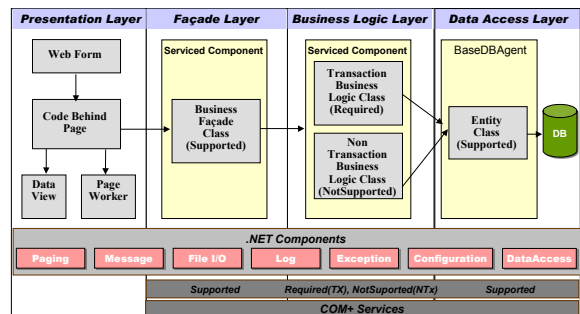 Presentation Layer
Façade Layer
Business Logic Layer
Data Access Layer
Web Form
Code Behind
Page
Data
View
Page
Worker
Serviced Component
Business
Façade
Class
(Supported)
Serviced Component
Transaction
Business
Logic Class
(Required)
Non
Transaction
Business
Logic Class
(NotSupported)
BaseDBAgent
Entity
Class
(Supported)
DB
.NET Components
Paging
Message
File I/O
Log
Exception
Configuration
DataAccess
Supported
Required(TX), NotSuported(NTx)
Supported
COM+ Services